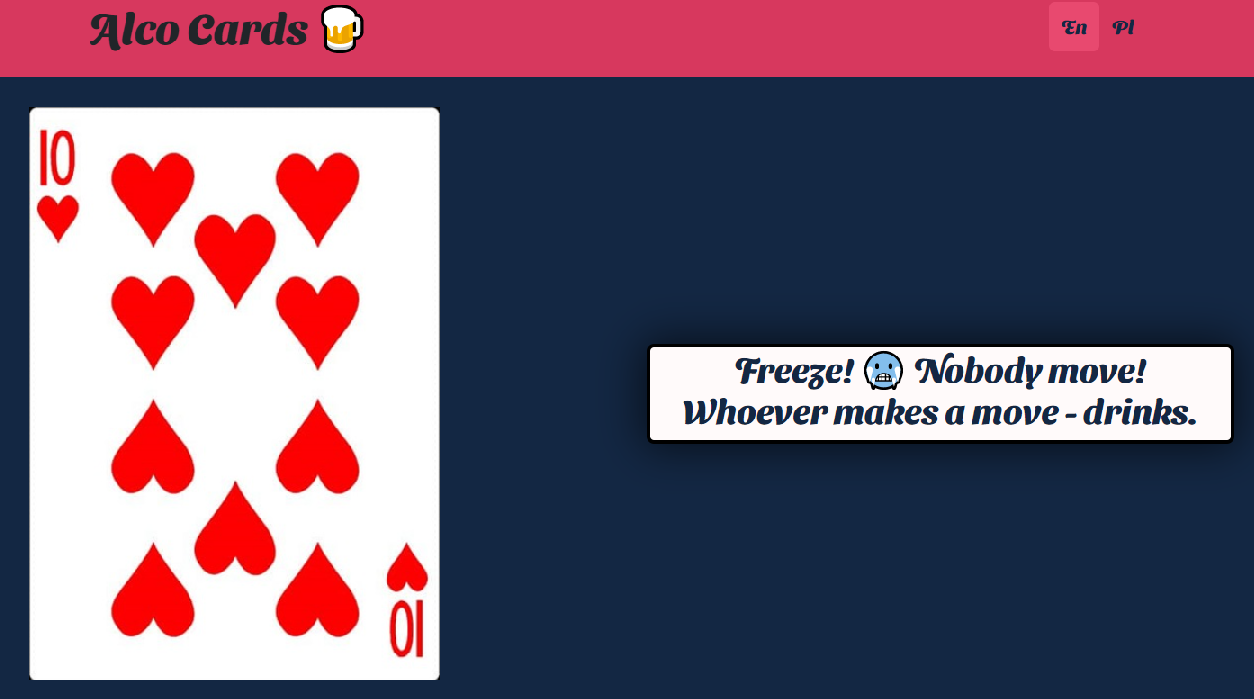 Alco Cards 🍺
En Pl
10
Freeze! 🥶 Nobody move!
Whoever makes a move - drinks.
10